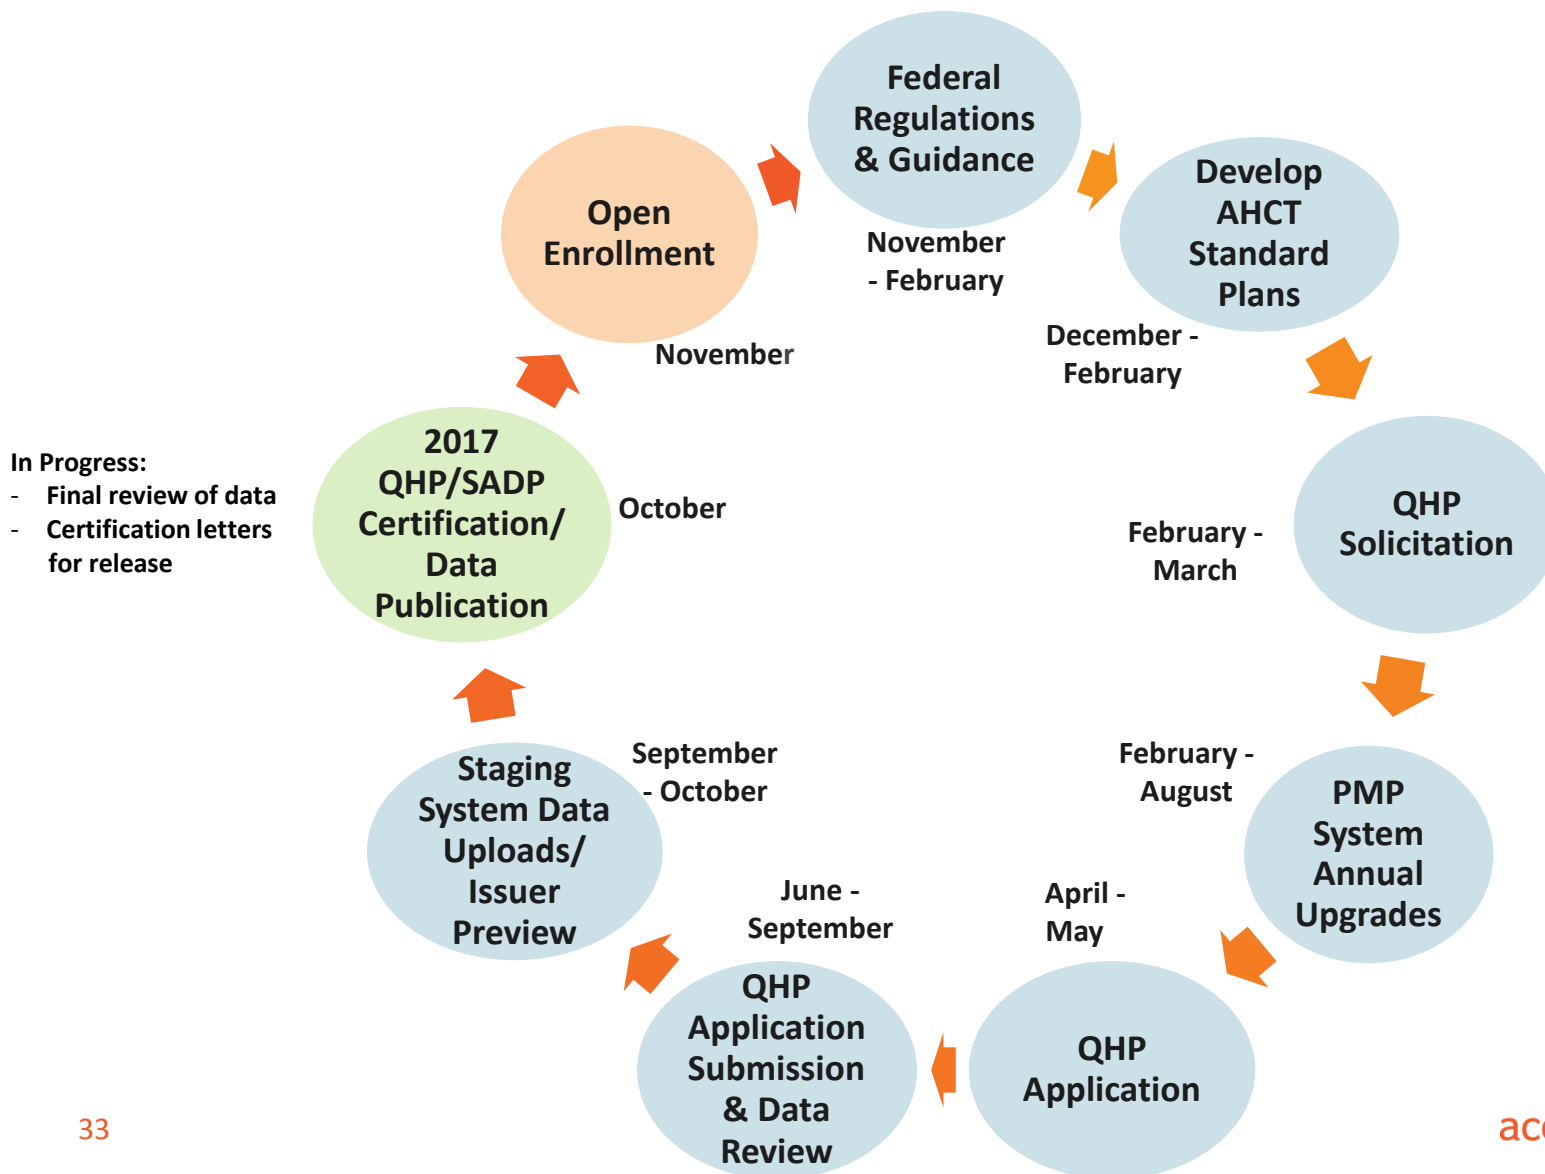 Federal
Regulations
& Guidance
November
- February
Develop
AHCT
Standard
Plans
December -
February
QHP
Solicitation
February -
March
PMP
System
Annual
Upgrades
February -
August
QHP
Application
April -
May
QHP
Application
Submission
& Data
Review
June -
September
Staging
System Data
Uploads/
Issuer
Preview
September
- October
2017
QHP/SADP
Certification/
Data
Publication
October
In Progress:
- Final review of data
- Certification letters
for release
Open
Enrollment
November
33